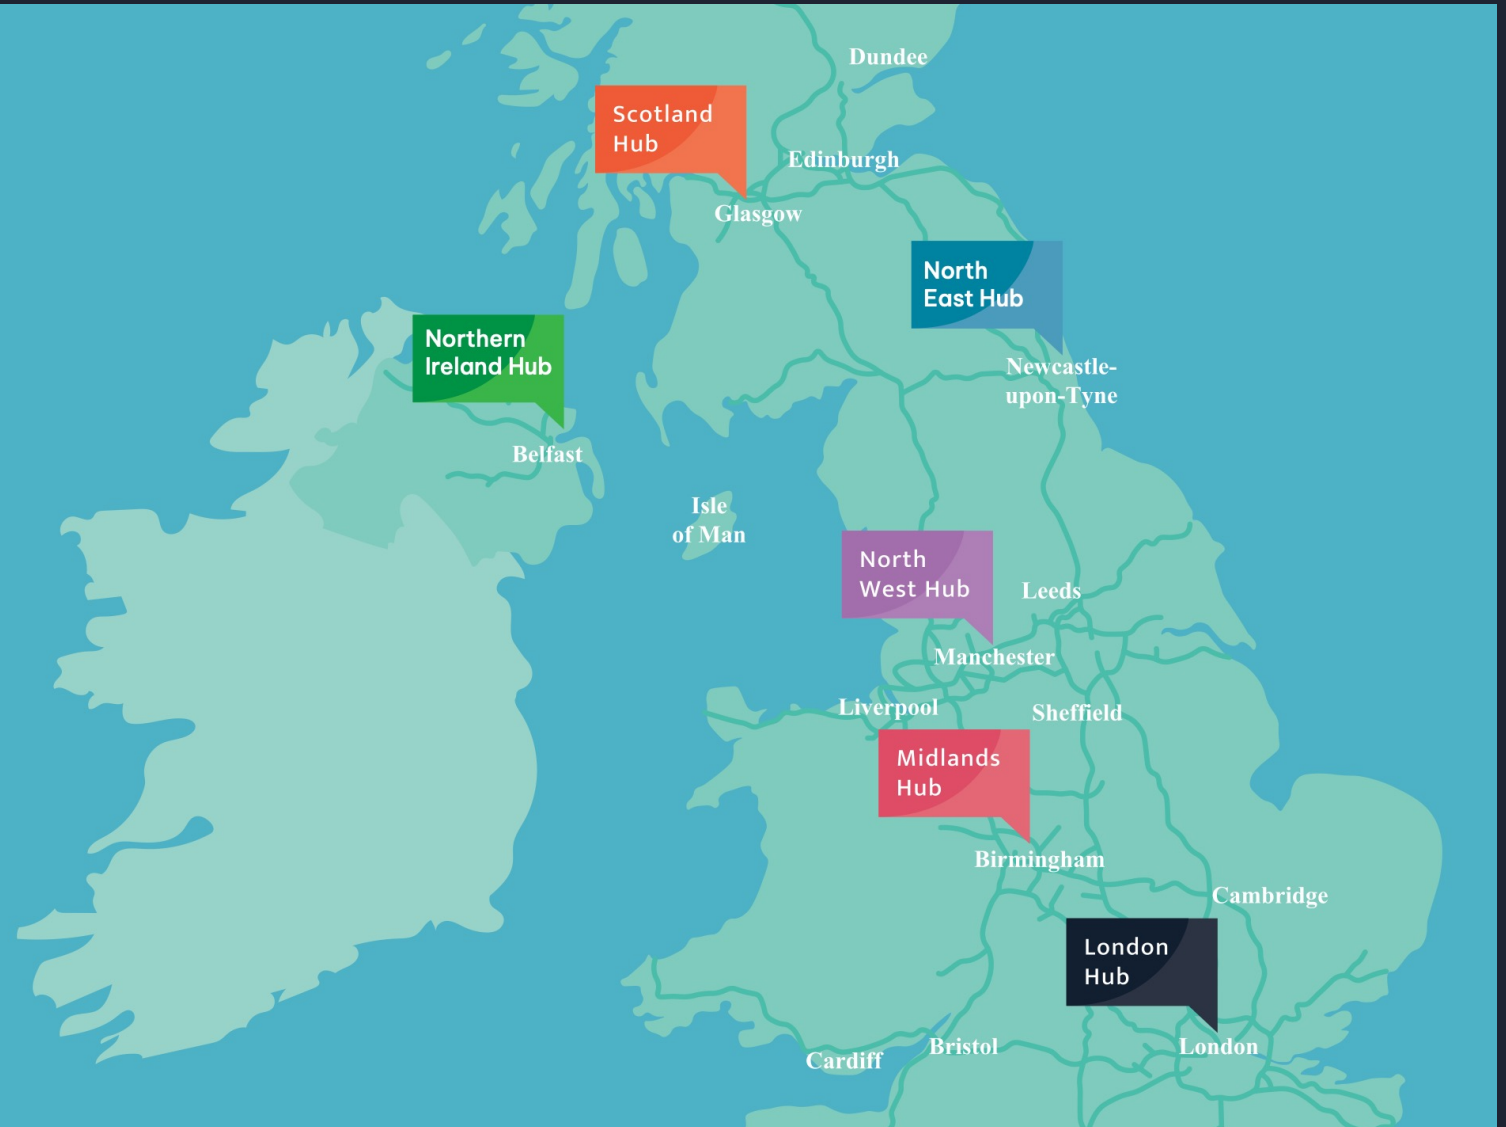 Dundee
Scotland
Hub
Edinburgh
Glasgow
North
East Hub
Northern
Ireland Hub
Newcastle-
upon-Tyne
Belfast
Isle
of Man
North
West Hub
Leeds
Manchester
Liverpool
Sheffield
Midlands
Hub
Birmingham
Cambridge
London
Hub
Bristol
London
Cardiff